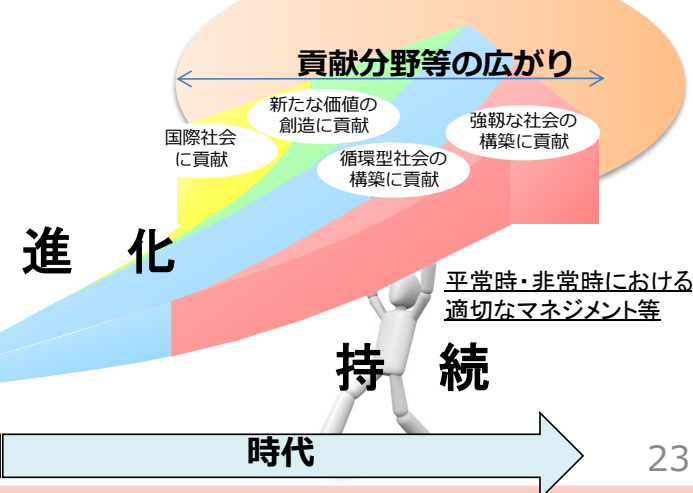 貢献分野等の広がり
新たな価値の
創造に貢献
国際社会
に貢献
強靱な社会の
構築に貢献
循環型社会の
構築に貢献
進 化
平常時・非常時における
適切なマネジメント等
持 続
時代
23